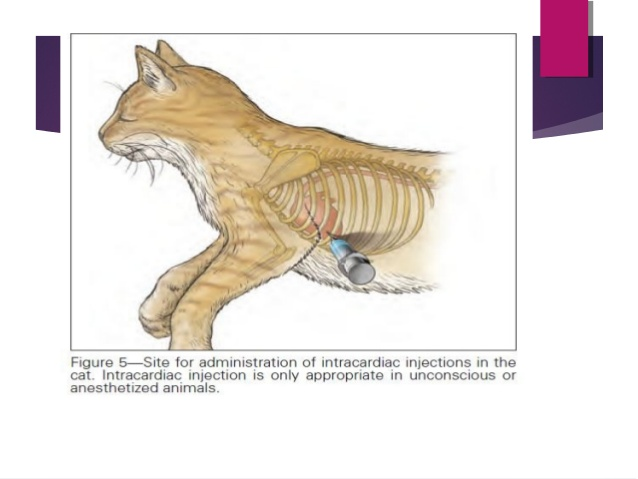 Figure 5—Site for administration of intracardiac injections in the
cat. Intracardiac injection is only appropriate in unconscious or
anesthetized animals.